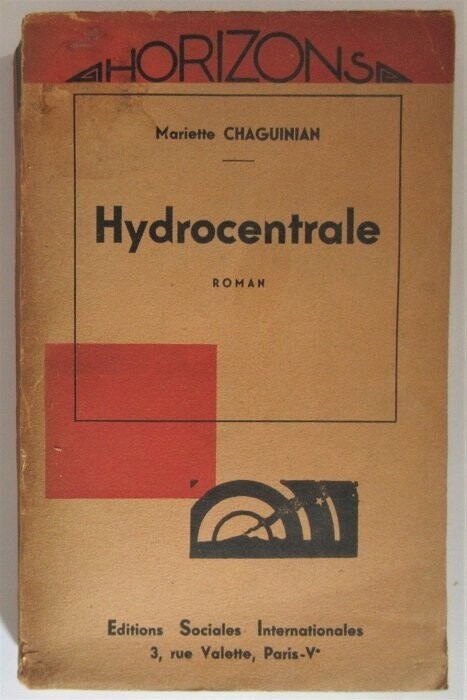 HORIZONS
Mariette CHAGUINIAN
Hydrocentrale
ROMAN
Editions Sociales Internationales
3, rue Valette, Paris-Vᵉ